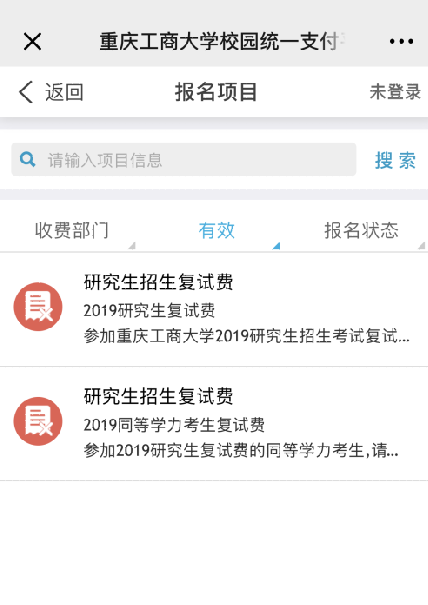 重庆工商大学校园统一支付
返回
报名项目
未登录
请输入项目信息
搜索
收费部门
有效
报名状态
研究生招生复试费
2019研究生复试费
参加重庆工商大学2019研究生招生考试复试...
研究生招生复试费
2019同等学力考生复试费
参加2019研究生复试费的同等学力考生,请...